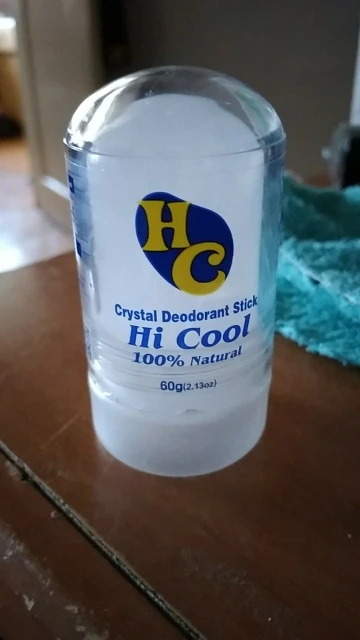 HC
Crystal Deodorant Stick
Hi Cool
100% Natural
60g(2.13oz)